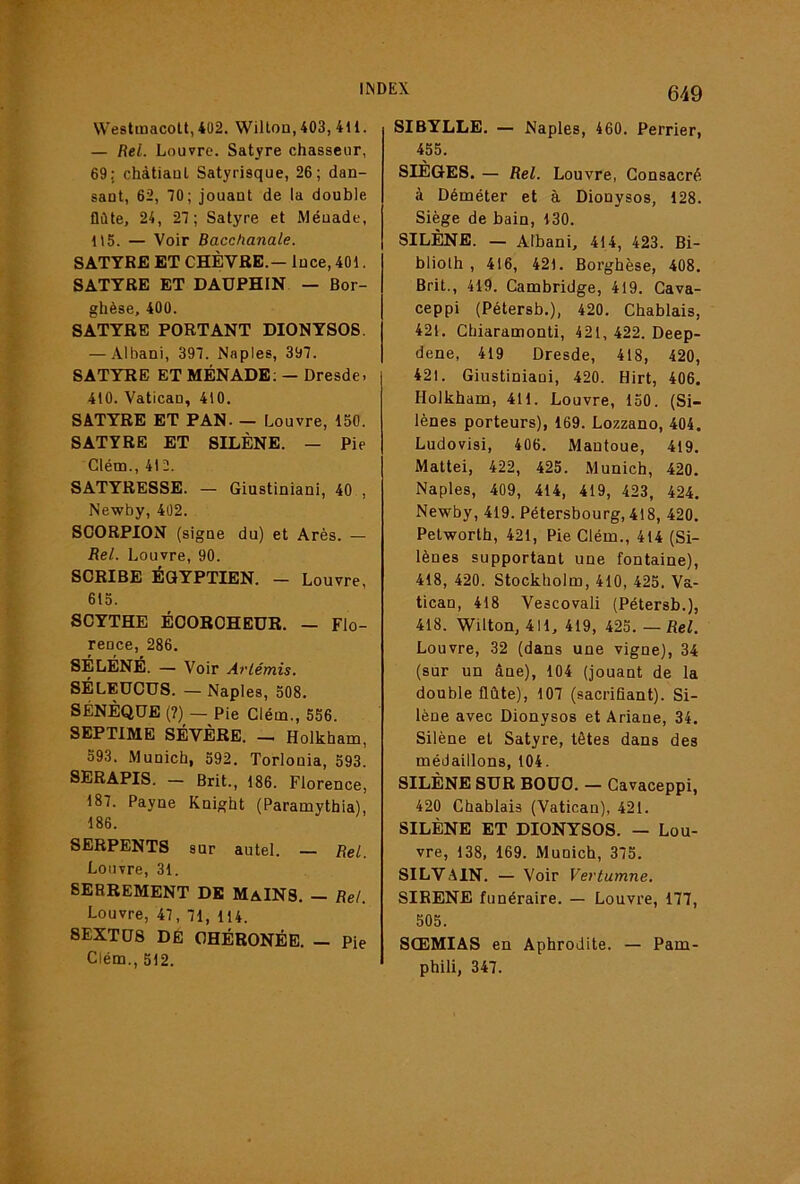 INDEX
649
Westmacott, 402. Wilton, 403, 411.
— Rel. Louvre. Satyre chasseur,
69; châtiant Satyrisque, 26; dan-
sant, 62, 70; jouant de la double
flûte, 24, 27; Satyre et Ménade,
115. — Voir Bacchanale.
SATYRE ET CHÈVRE.— Ince, 401.
SATYRE ET DAUPHIN — Bor-
ghèse, 400.
SATYRE PORTANT DIONYSOS.
— Albani, 397. Naples, 397.
SATYRE ET MÉNADE: — Dresde,
410. Vatican, 410.
SATYRE ET PAN. — Louvre, 150.
SATYRE ET SILÈNE. — Pie
Clém., 412.
SATYRESSE. — Giustiniani, 40 ,
Newby, 402.
SCORPION (signe du) et Arès. —
Rel. Louvre, 90.
SCRIBE ÉGYPTIEN. — Louvre,
615.
SCYTHE ÉCORCHEUR. — Flo-
rence, 286.
SÉLÉNÉ. — Voir Artémis.
SÉLEUCUS. — Naples, 508.
SÉNÈQUE (?) — Pie Clém., 556.
SEPTIME SÉVÈRE. — Holkham,
593. Munich, 592. Torlonia, 593.
SERAPIS. — Brit., 186. Florence,
187. Payne Knight (Paramythia),
186.
SERPENTS sur autel. — Rel.
Louvre, 31.
SERREMENT DE MAINS. — Rel.
Louvre, 47, 71, 114.
SEXTUS DE CHÉRONÉE. — Pie
Clém., 512.
SIBYLLE. — Naples, 460. Perrier,
455.
SIÈGES. — Rel. Louvre, Consacré
à Déméter et à Dionysos, 128.
Siège de bain, 130.
SILÈNE. — Albani, 414, 423. Bi-
blioth , 416, 421. Borghèse, 408.
Brit., 419. Cambridge, 419. Cava-
ceppi (Pétersb.), 420. Chablais,
421. Chiaramonti, 421, 422. Deep-
dene, 419 Dresde, 418, 420,
421. Giustiniani, 420. Hirt, 406.
Holkham, 411. Louvre, 150. (Si-
lènes porteurs), 169. Lozzano, 404.
Ludovisi, 406. Mantoue, 419.
Mattei, 422, 425. Munich, 420.
Naples, 409, 414, 419, 423, 424.
Newby, 419. Pétersbourg, 418, 420.
Petworth, 421, Pie Clém., 414 (Si-
lènes supportant une fontaine),
418, 420. Stockholm, 410, 425. Va-
tican, 418 Vescovali (Pétersb.),
418. Wilton, 411, 419, 425. — Rel.
Louvre, 32 (dans une vigne), 34
(sur un âne), 104 (jouant de la
double flûte), 107 (sacrifiant). Si-
lène avec Dionysos et Ariane, 34.
Silène et Satyre, têtes dans des
médaillons, 104.
SILÈNE SUR BOUC. — Cavaceppi,
420 Chablais (Vatican), 421.
SILÈNE ET DIONYSOS. — Lou-
vre, 138, 169. Munich, 375.
SILVAIN. — Voir Vertumne.
SIRENE funéraire. — Louvre, 177,
505.
SŒMIAS en Aphrodite. — Pam-
phili, 347.